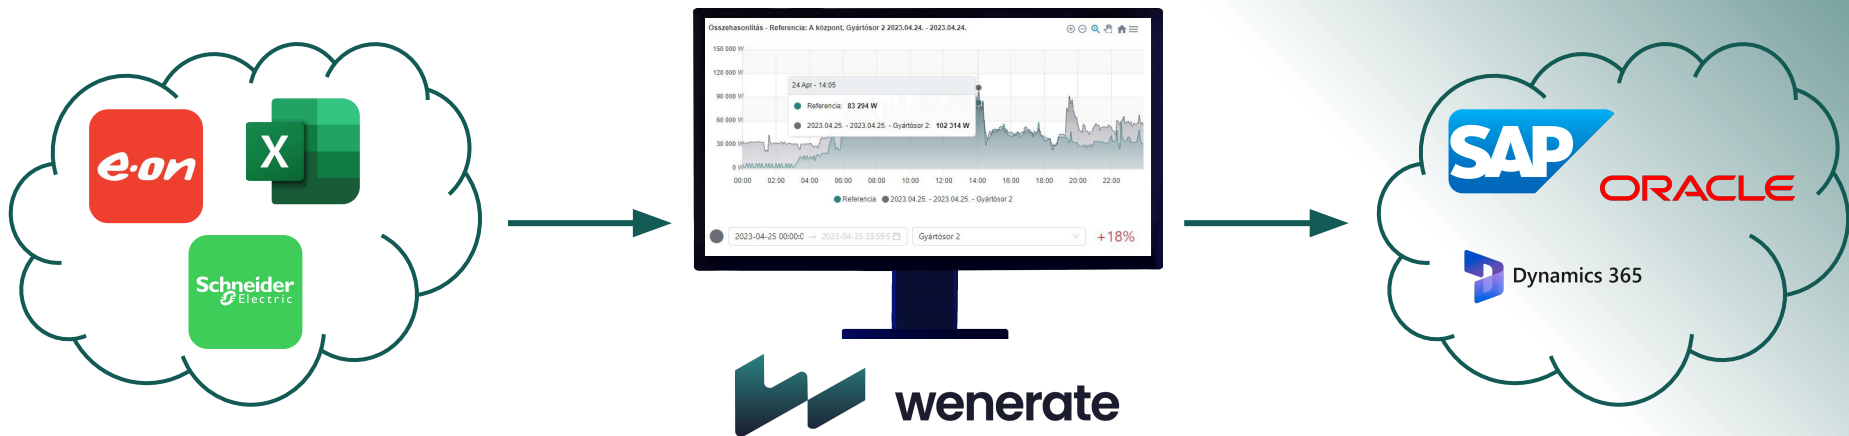 e·on
X
Schneider
Electric
Összehasonlítás - Referencia: A központ, Gyártósor 2 2023.04.24. - 2023.04.24.
150 000 W
120 000 W
90 000 W
60 000 W
30 000 W
0 W
24 Apr - 14:05
Referencia: 83 294 W
2023.04.25. - 2023.04.25. - Gyártósor 2: 102 314 W
00:00 02:00 04:00 06:00 08:00 10:00 12:00 14:00 16:00 18:00 20:00 22:00
Referencia 2023.04.25. - 2023.04.25. - Gyártósor 2
2023-04-25 00:00:0 → 2023-04-25 23:59:5 Gyártósor 2 +18%
wenerate
SAP
ORACLE
Dynamics 365